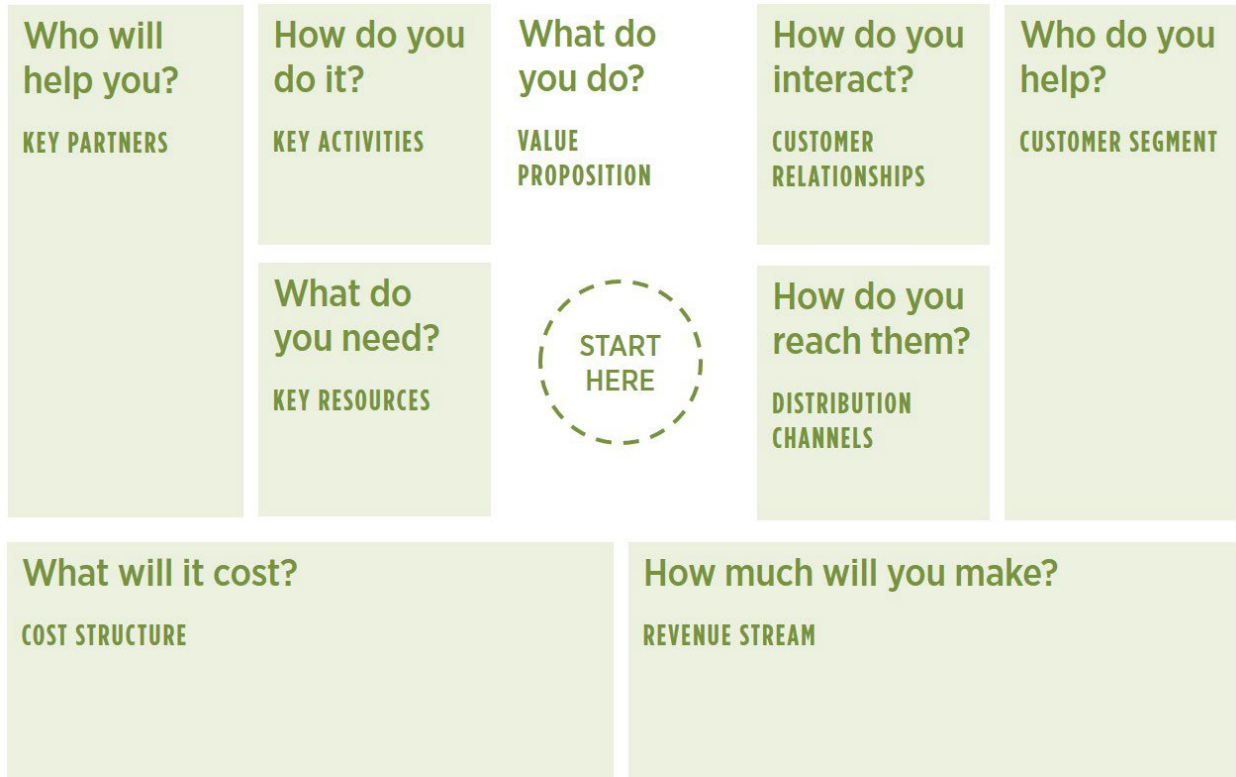 Who will
help you?
KEY PARTNERS
How do you
do it?
KEY ACTIVITIES
What do
you need?
KEY RESOURCES
What do
you do?
VALUE
PROPOSITION
START
HERE
How do you
interact?
CUSTOMER
RELATIONSHIPS
How do you
reach them?
DISTRIBUTION
CHANNELS
Who do you
help?
CUSTOMER SEGMENT
What will it cost?
COST STRUCTURE
How much will you make?
REVENUE STREAM